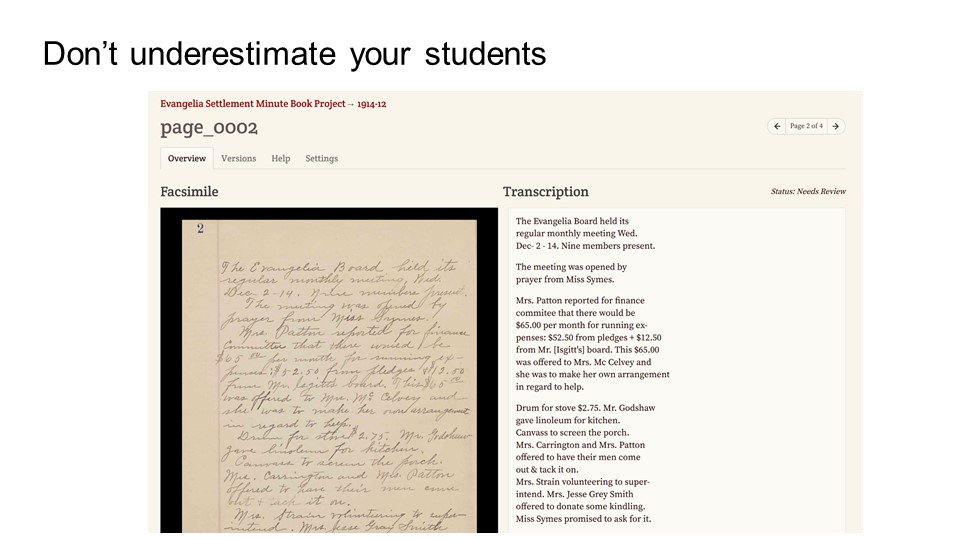 Don’t underestimate your students
Evangelia Settlement Minute Book Project → 1914-12
page_0002
← Page 2 of 4 →
Overview Versions Help Settings
Facsimile
Transcription
Status: Needs Review
2
The Evangelia Board held its
regular monthly meeting, Wed.
Dec 2-14. Nine members present.
The meeting was opened by
prayer from Miss Symes.
Mrs. Patton reported for finance
Committee that there would be
$65.00 per month for running ex-
penses: $52.50 from pledges + $12.50
from Mr. board. This $65.00
was offered to Mrs. Mc Celvey and
she was to make her own arrangement
in regard to help.
Drum for stove $2.75. Mr. Godshaw
gave linoleum for kitchen.
Canvass to screen the porch.
Mrs. Carrington and Mrs. Patton
offered to have their men come
out & tack it on.
Mrs. Strain volunteering to super-
intend. Mrs. Jesse Gray Smith
The Evangelia Board held its
regular monthly meeting Wed.
Dec- 2 - 14. Nine members present.
The meeting was opened by
prayer from Miss Symes.
Mrs. Patton reported for finance
commitee that there would be
$65.00 per month for running ex-
penses: $52.50 from pledges + $12.50
from Mr. [Isgitt's] board. This $65.00
was offered to Mrs. Mc Celvey and
she was to make her own arrangement
in regard to help.
Drum for stove $2.75. Mr. Godshaw
gave linoleum for kitchen.
Canvass to screen the porch.
Mrs. Carrington and Mrs. Patton
offered to have their men come
out & tack it on.
Mrs. Strain volunteering to super-
intend. Mrs. Jesse Grey Smith
offered to donate some kindling.
Miss Symes promised to ask for it.